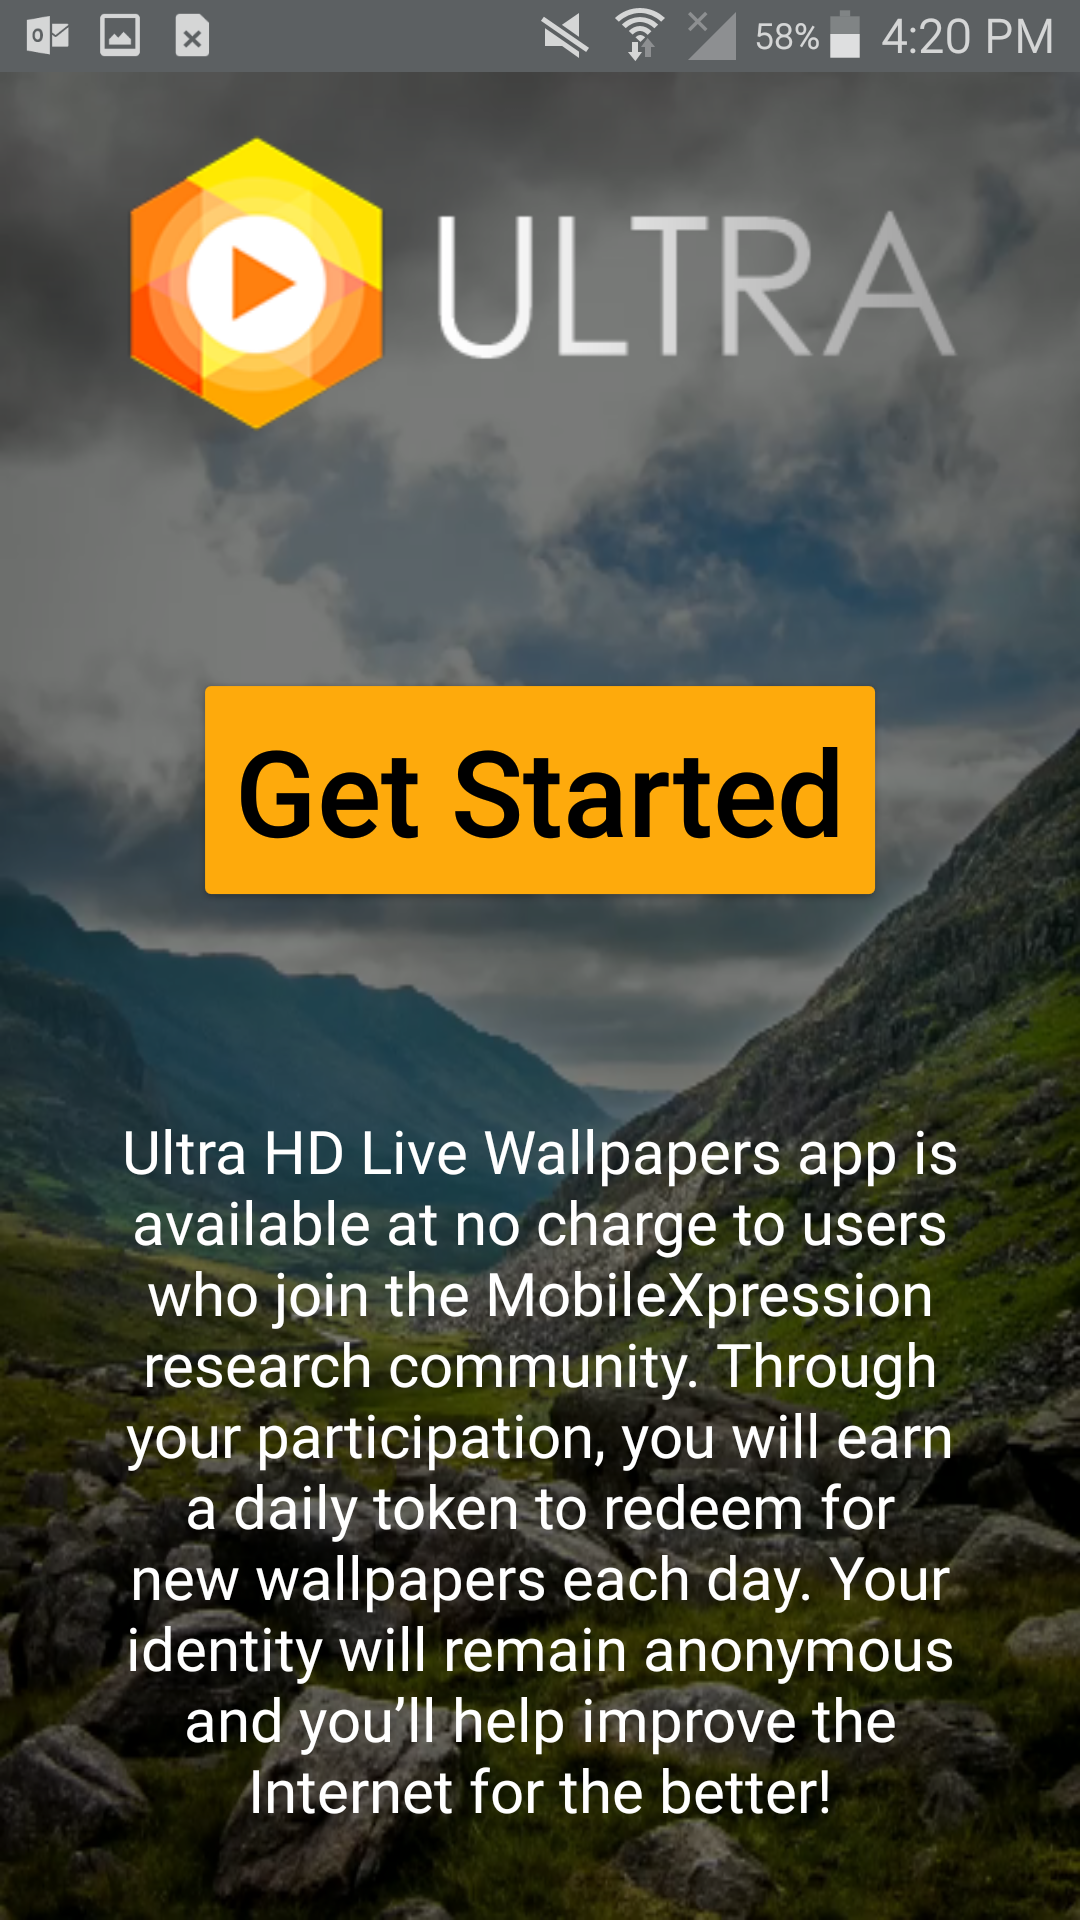 58% 4:20 PM
ULTRA
Get Started
Ultra HD Live Wallpapers app is
available at no charge to users
who join the MobileXpression
research community. Through
your participation, you will earn
a daily token to redeem for
new wallpapers each day. Your
identity will remain anonymous
and you’ll help improve the
Internet for the better!